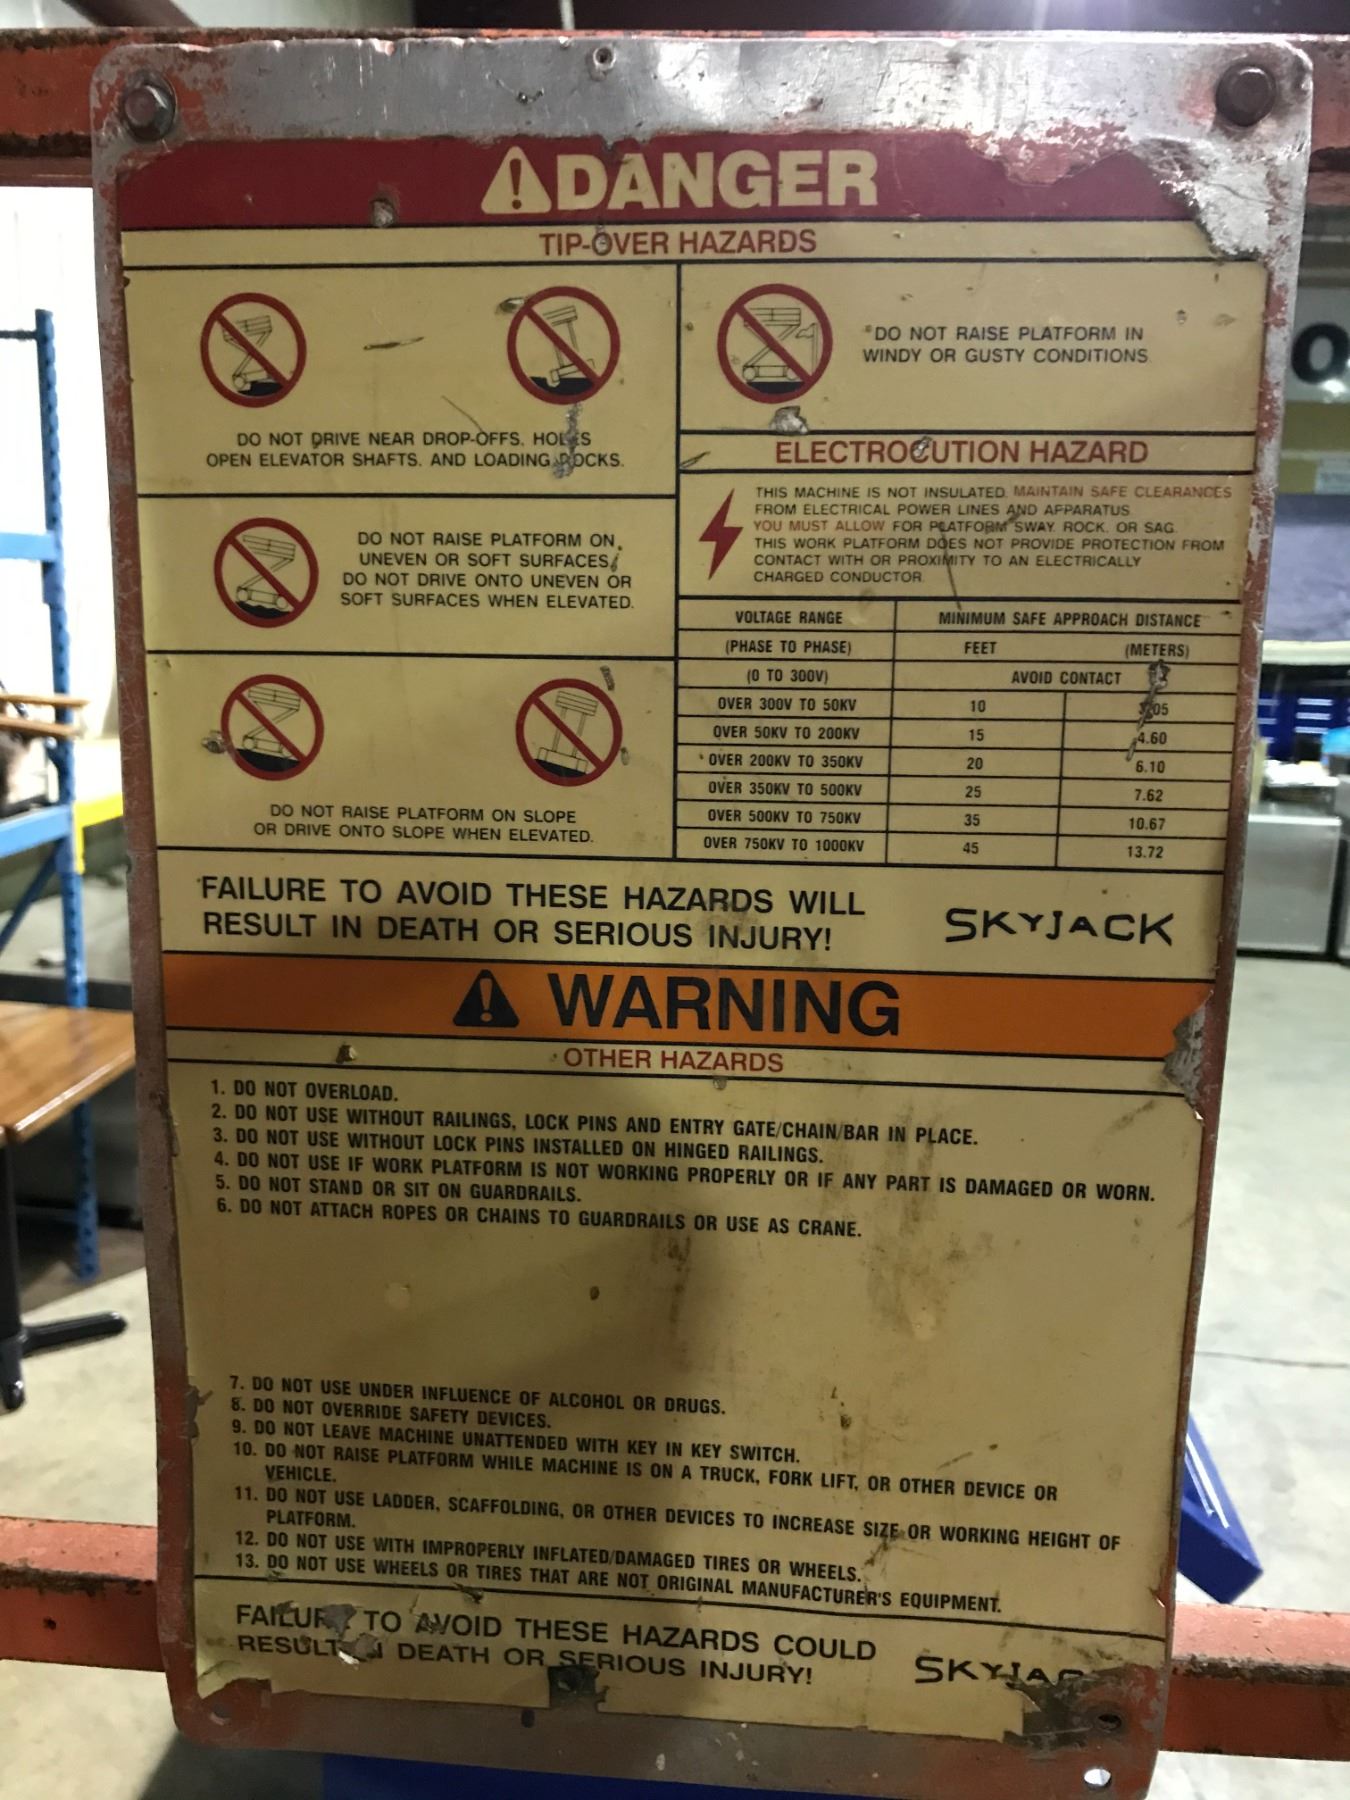 DANGER
TIP-OVER HAZARDS
DO NOT DRIVE NEAR DROP-OFFS. HOLES
OPEN ELEVATOR SHAFTS. AND LOADING DOCKS.
DO NOT RAISE PLATFORM ON
UNEVEN OR SOFT SURFACES
DO NOT DRIVE ONTO UNEVEN OR
SOFT SURFACES WHEN ELEVATED.
DO NOT RAISE PLATFORM ON SLOPE
OR DRIVE ONTO SLOPE WHEN ELEVATED.
DO NOT RAISE PLATFORM IN
WINDY OR GUSTY CONDITIONS
ELECTROCUTION HAZARD
THIS MACHINE IS NOT INSULATED. MAINTAIN SAFE CLEARANCES
FROM ELECTRICAL POWER LINES AND APPARATUS
YOU MUST ALLOW FOR PLATFORM SWAY. ROCK. OR SAG.
THIS WORK PLATFORM DOES NOT PROVIDE PROTECTION FROM
CONTACT WITH OR PROXIMITY TO AN ELECTRICALLY
CHARGED CONDUCTOR.
VOLTAGE RANGE MINIMUM SAFE APPROACH DISTANCE
(PHASE TO PHASE) FEET (METERS)
(0 TO 300V) AVOID CONTACT
OVER 300V TO 50KV 10 3.05
OVER 50KV TO 200KV 15 4.60
OVER 200KV TO 350KV 20 6.10
OVER 350KV TO 500KV 25 7.62
OVER 500KV TO 750KV 35 10.67
OVER 750KV TO 1000KV 45 13.72
FAILURE TO AVOID THESE HAZARDS WILL
RESULT IN DEATH OR SERIOUS INJURY!
SKYJACK
WARNING
OTHER HAZARDS
1. DO NOT OVERLOAD.
2. DO NOT USE WITHOUT RAILINGS, LOCK PINS AND ENTRY GATE/CHAIN/BAR IN PLACE.
3. DO NOT USE WITHOUT LOCK PINS INSTALLED ON HINGED RAILINGS.
4. DO NOT USE IF WORK PLATFORM IS NOT WORKING PROPERLY OR IF ANY PART IS DAMAGED OR WORN.
5. DO NOT STAND OR SIT ON GUARDRAILS.
6. DO NOT ATTACH ROPES OR CHAINS TO GUARDRAILS OR USE AS CRANE.
7. DO NOT USE UNDER INFLUENCE OF ALCOHOL OR DRUGS.
8. DO NOT OVERRIDE SAFETY DEVICES.
9. DO NOT LEAVE MACHINE UNATTENDED WITH KEY IN KEY SWITCH.
10. DO NOT RAISE PLATFORM WHILE MACHINE IS ON A TRUCK, FORK LIFT, OR OTHER DEVICE OR
VEHICLE.
11. DO NOT USE LADDER, SCAFFOLDING, OR OTHER DEVICES TO INCREASE SIZE OR WORKING HEIGHT OF
PLATFORM.
12. DO NOT USE WITH IMPROPERLY INFLATED/DAMAGED TIRES OR WHEELS.
13. DO NOT USE WHEELS OR TIRES THAT ARE NOT ORIGINAL MANUFACTURER'S EQUIPMENT.
FAILURE TO AVOID THESE HAZARDS COULD
RESULT IN DEATH OR SERIOUS INJURY!
SKYJACK